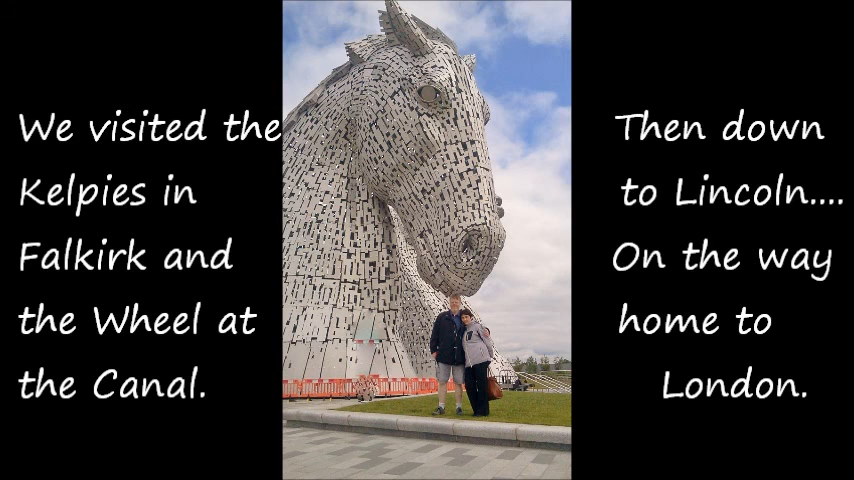 We visited the
Kelpies in
Falkirk and
the Wheel at
the Canal.
Then down
to Lincoln....
On the way
home to
London.